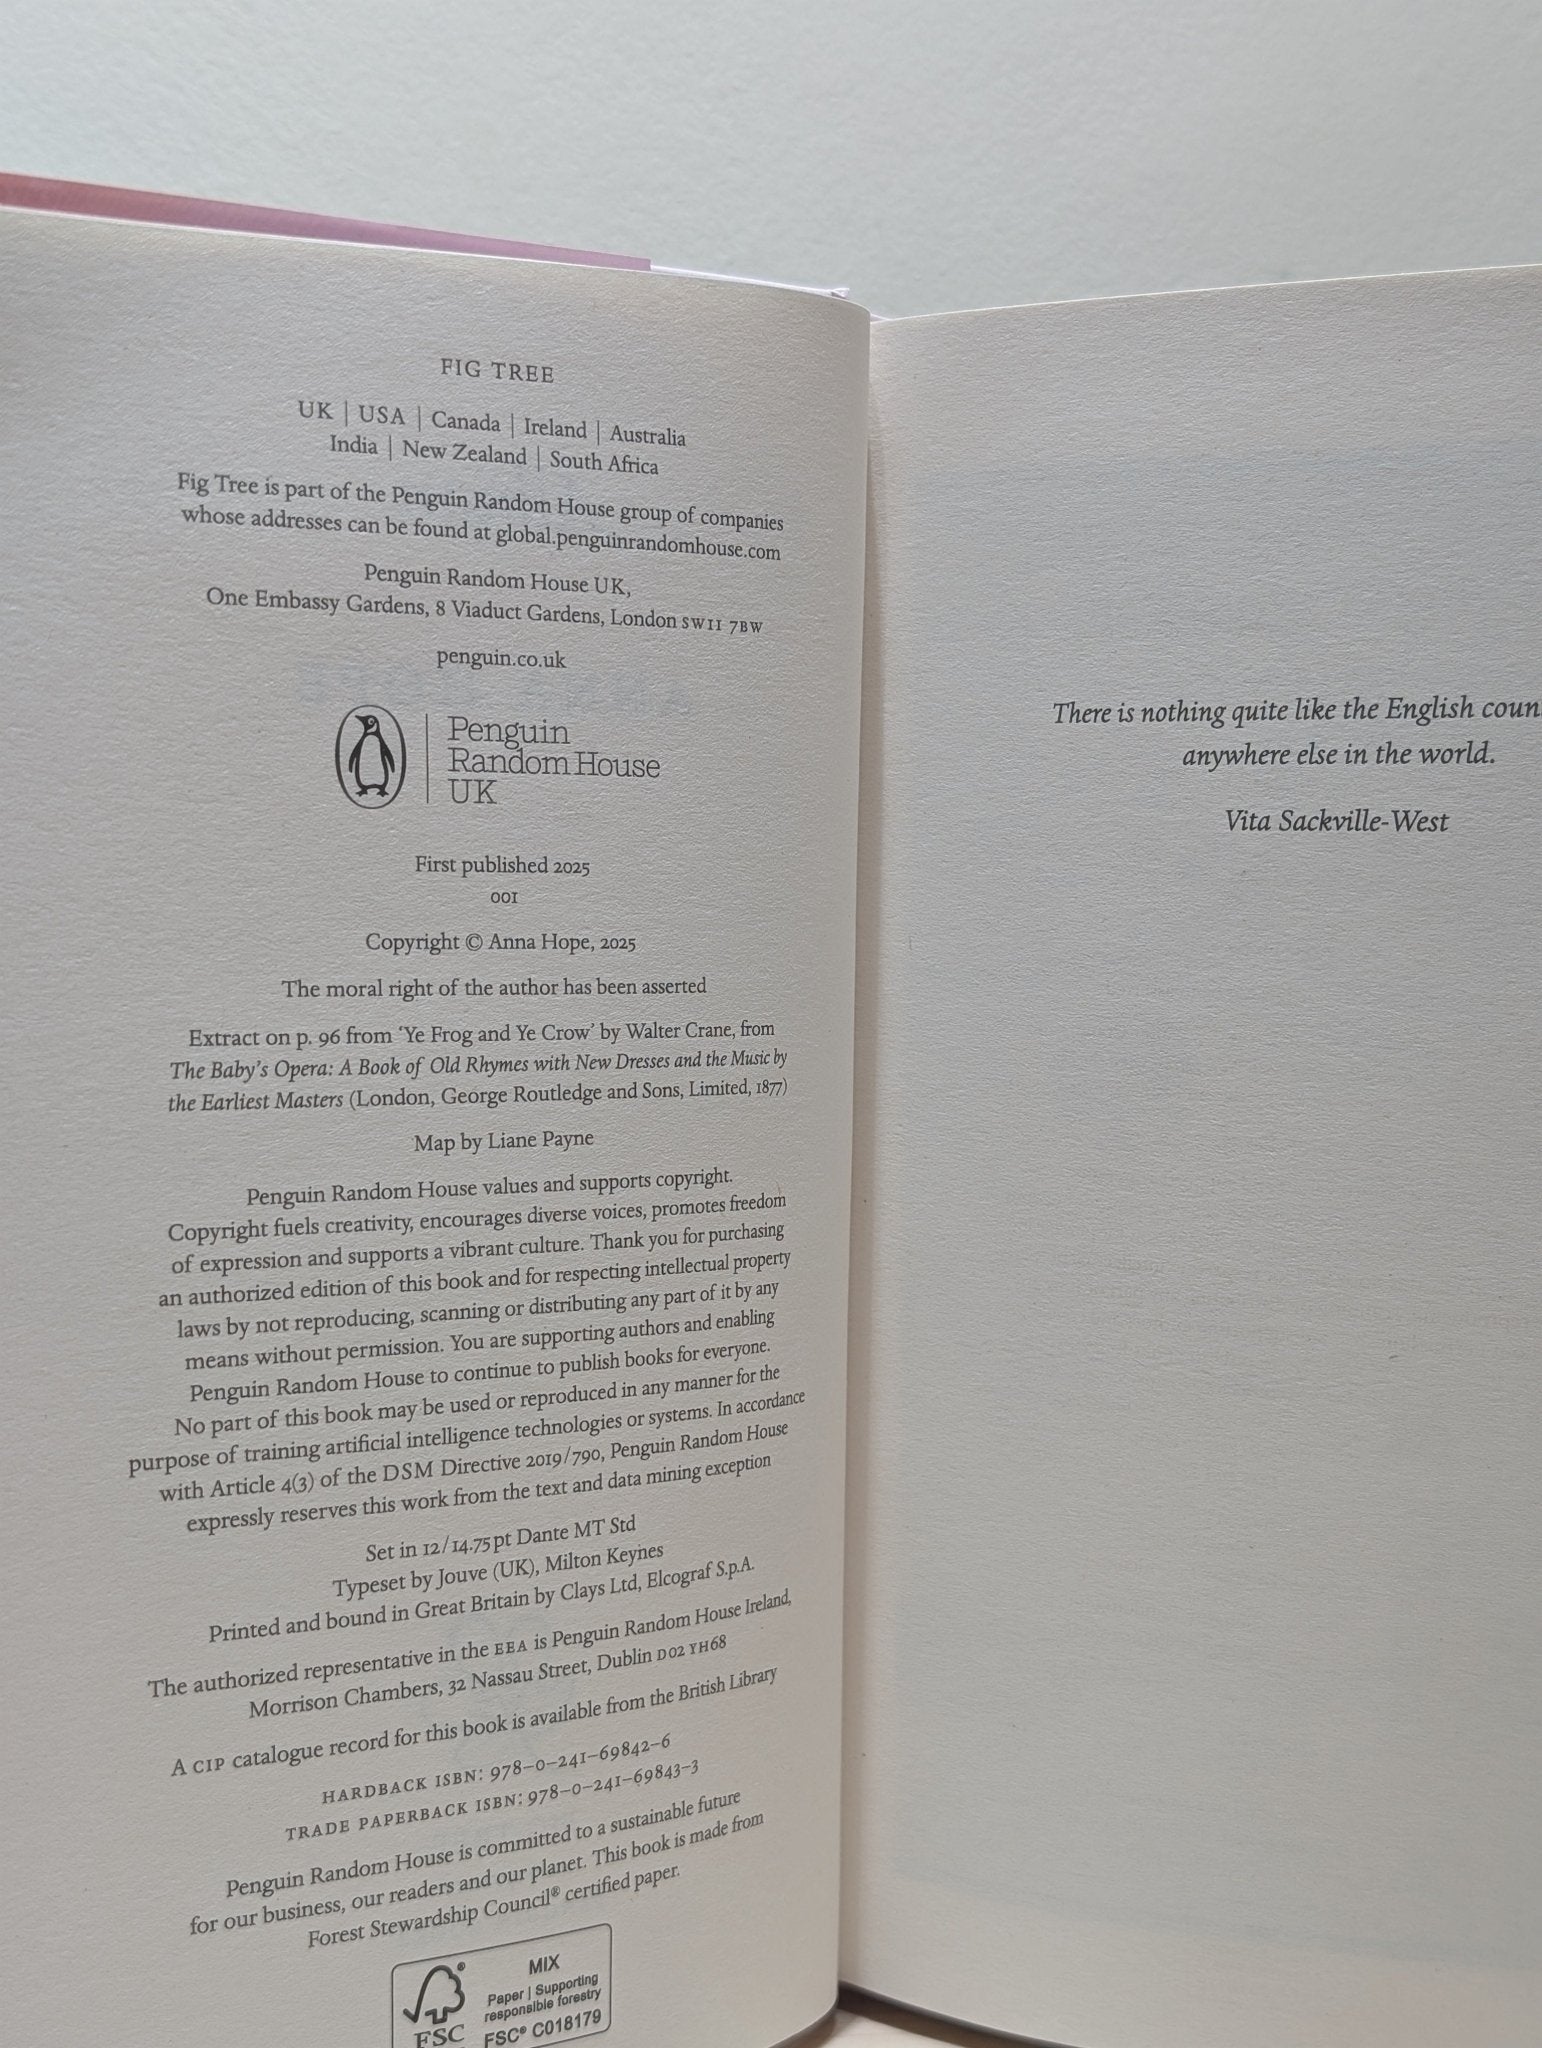 FIG TREE
UK | USA | Canada | Ireland | Australia
India | New Zealand | South Africa
Fig Tree is part of the Penguin Random House group of companies
whose addresses can be found at global.penguinrandomhouse.com
Penguin Random House UK,
One Embassy Gardens, 8 Viaduct Gardens, London SW11 7BW
penguin.co.uk
Penguin
Random House
UK
First published 2025
001
Copyright © Anna Hope, 2025
The moral right of the author has been asserted
Extract on p. 96 from ‘Ye Frog and Ye Crow’ by Walter Crane, from
The Baby’s Opera: A Book of Old Rhymes with New Dresses and the Music by
the Earliest Masters (London, George Routledge and Sons, Limited, 1877)
Map by Liane Payne
Penguin Random House values and supports copyright.
Copyright fuels creativity, encourages diverse voices, promotes freedom
of expression and supports a vibrant culture. Thank you for purchasing
an authorized edition of this book and for respecting intellectual property
laws by not reproducing, scanning or distributing any part of it by any
means without permission. You are supporting authors and enabling
Penguin Random House to continue to publish books for everyone.
No part of this book may be used or reproduced in any manner for the
purpose of training artificial intelligence technologies or systems. In accordance
with Article 4(3) of the DSM Directive 2019/790, Penguin Random House
expressly reserves this work from the text and data mining exception
Set in 12/14.75pt Dante MT Std
Typeset by Jouve (UK), Milton Keynes
Printed and bound in Great Britain by Clays Ltd, Elcograf S.p.A.
The authorized representative in the EEA is Penguin Random House Ireland,
Morrison Chambers, 32 Nassau Street, Dublin D02 YH68
A CIP catalogue record for this book is available from the British Library
HARDBACK ISBN: 978–0–241–69842–6
TRADE PAPERBACK ISBN: 978–0–241–69843–3
Penguin Random House is committed to a sustainable future
for our business, our readers and our planet. This book is made from
Forest Stewardship Council® certified paper.
MIX
Paper | Supporting
responsible forestry
FSC
FSC® C018179
There is nothing quite like the English coun
anywhere else in the world.
Vita Sackville-West